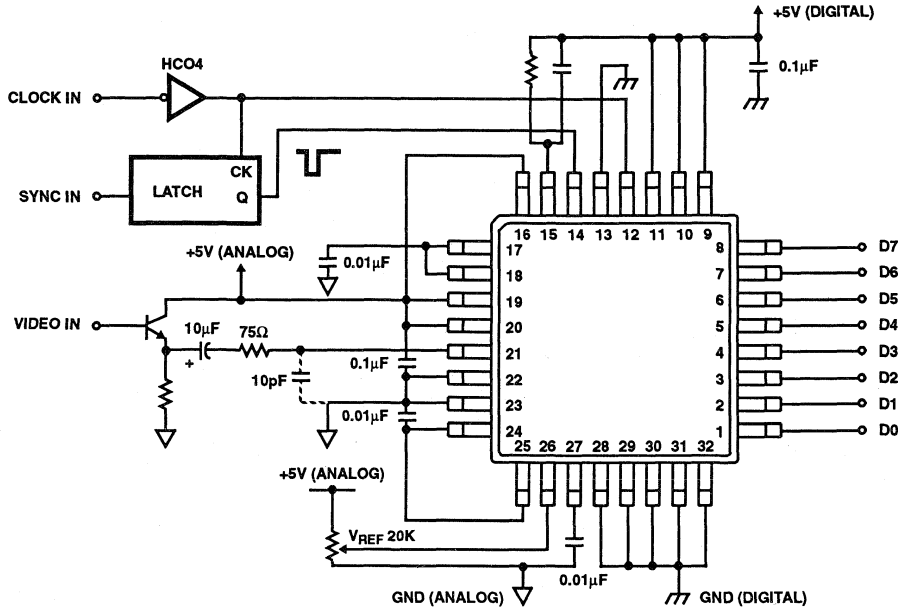 +5V (DIGITAL)
HCO4
0.1µF
CLOCK IN
CK
LATCH
Q
SYNC IN
16 15 14 13 12 11 10 9
+5V (ANALOG)
0.01µF
17
8
D7
18
7
D6
19
6
D5
VIDEO IN
20
5
D4
10µF
75Ω
+
21
4
D3
10pF
0.1µF
22
3
D2
0.01µF
23
2
D1
24
1
D0
25 26 27 28 29 30 31 32
+5V (ANALOG)
VREF 20K
0.01µF
GND (ANALOG)
GND (DIGITAL)